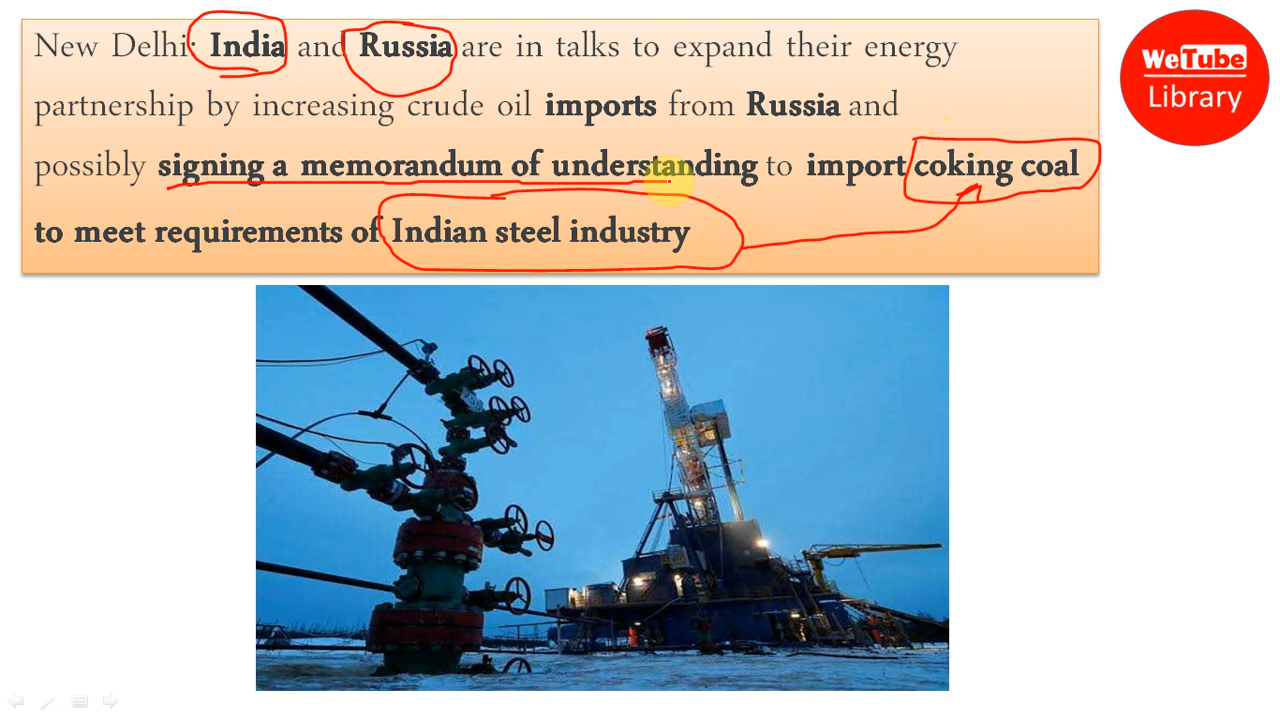 New Delhi: India and Russia are in talks to expand their energy
partnership by increasing crude oil imports from Russia and
possibly signing a memorandum of understanding to import coking coal
to meet requirements of Indian steel industry
WeTube
Library